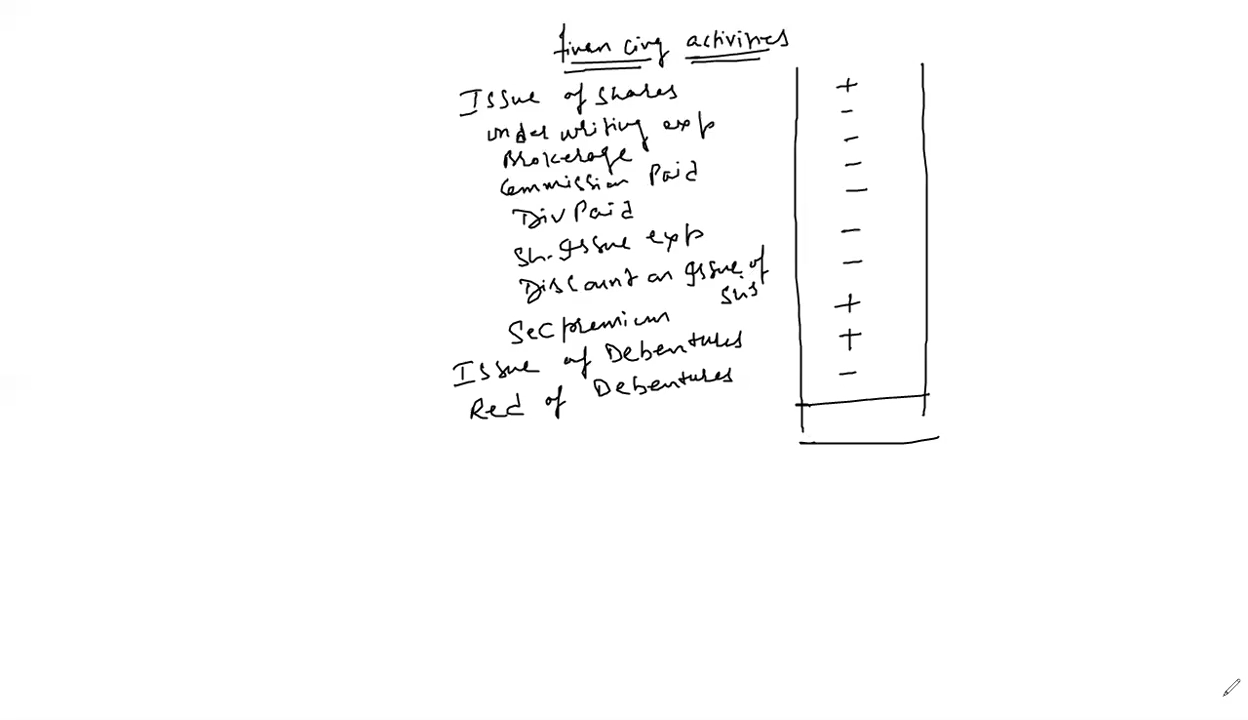 financing activities
Issue of shares +
underwriting exp -
Brokerage -
Commission Paid -
Div Paid -
Sh. Issue exp -
Discount on Issue of -
Shs
Sec premium +
Issue of Debentures +
Red of Debentures -